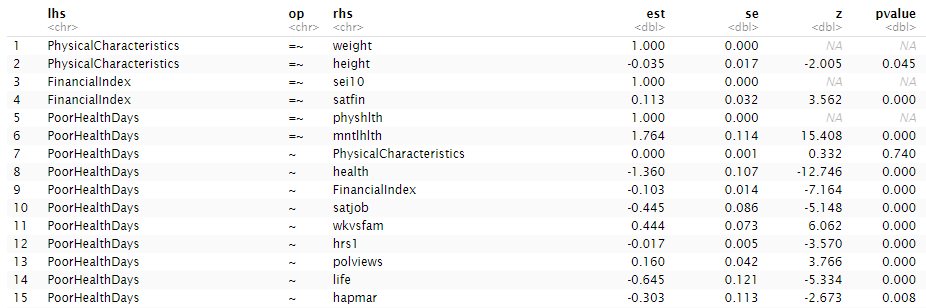 lhs op rhs est se z pvalue
<chr> <chr> <chr> <dbl> <dbl> <dbl> <dbl>
1 PhysicalCharacteristics =~ weight 1.000 0.000 NA NA
2 PhysicalCharacteristics =~ height -0.035 0.017 -2.005 0.045
3 FinancialIndex =~ sei10 1.000 0.000 NA NA
4 FinancialIndex =~ satfin 0.113 0.032 3.562 0.000
5 PoorHealthDays =~ physhlth 1.000 0.000 NA NA
6 PoorHealthDays =~ mntlhlth 1.764 0.114 15.408 0.000
7 PoorHealthDays ~ PhysicalCharacteristics 0.000 0.001 0.332 0.740
8 PoorHealthDays ~ health -1.360 0.107 -12.746 0.000
9 PoorHealthDays ~ FinancialIndex -0.103 0.014 -7.164 0.000
10 PoorHealthDays ~ satjob -0.445 0.086 -5.148 0.000
11 PoorHealthDays ~ wkvsfam 0.444 0.073 6.062 0.000
12 PoorHealthDays ~ hrs1 -0.017 0.005 -3.570 0.000
13 PoorHealthDays ~ polviews 0.160 0.042 3.766 0.000
14 PoorHealthDays ~ life -0.645 0.121 -5.334 0.000
15 PoorHealthDays ~ hapmar -0.303 0.113 -2.673 0.008